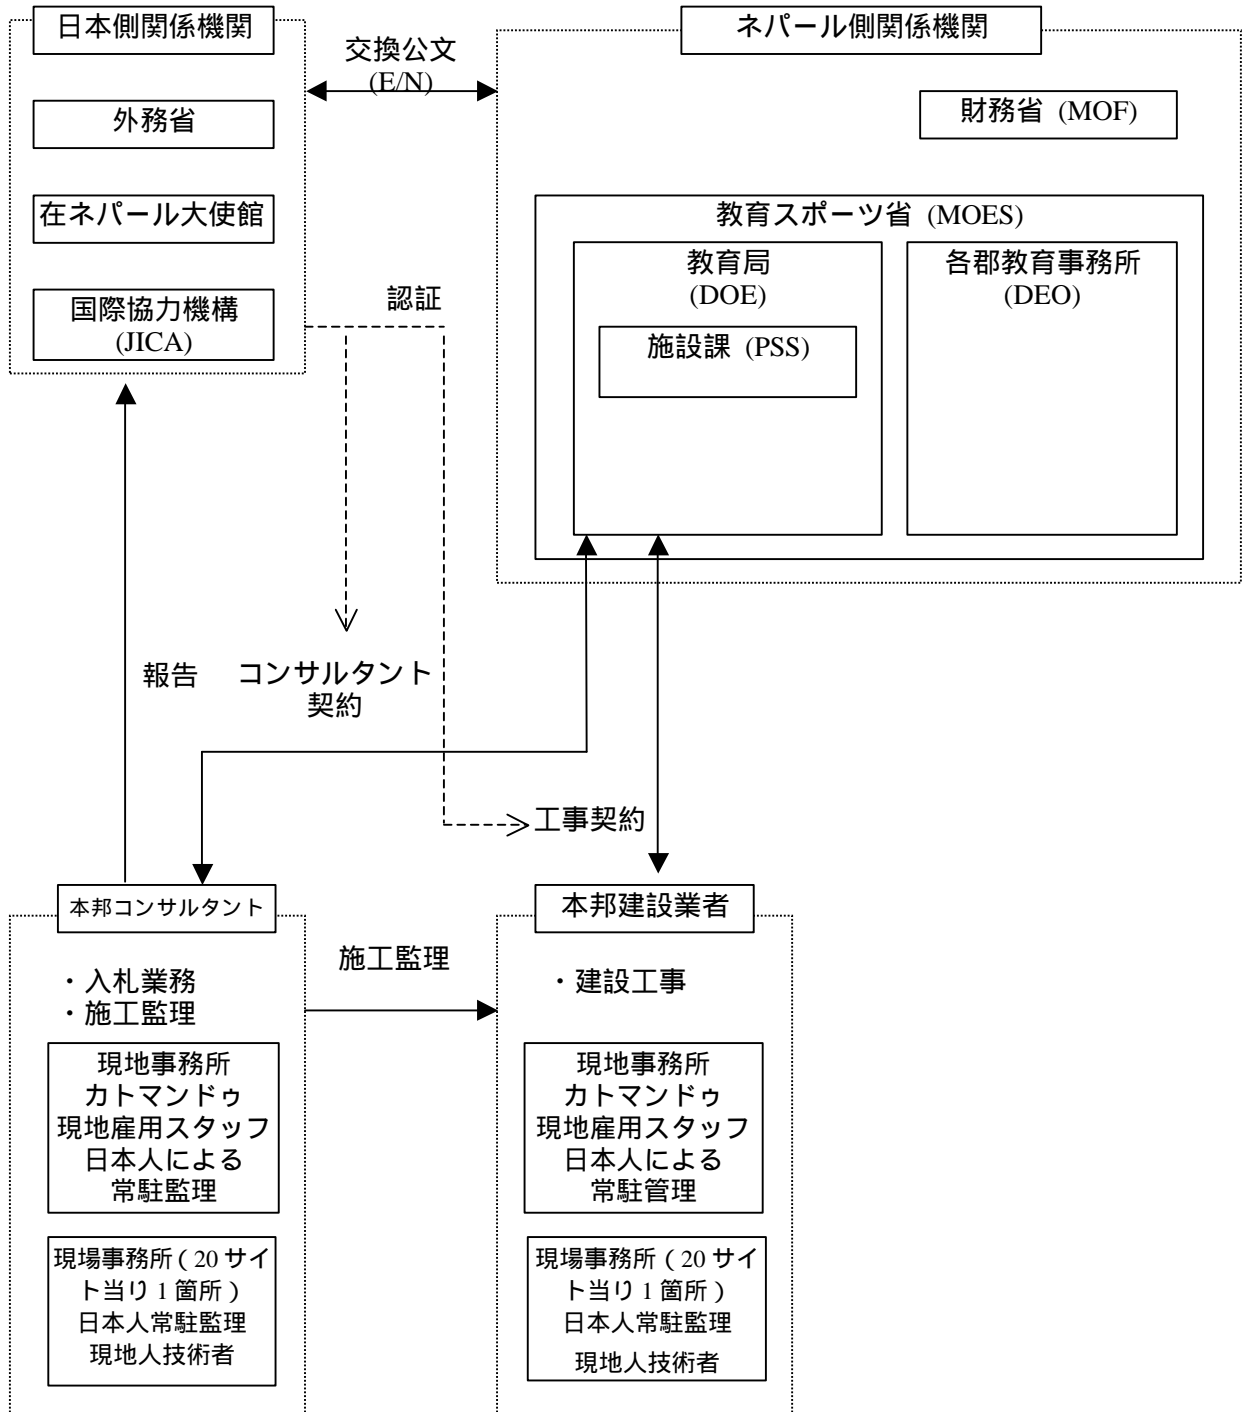 日本側関係機関
外務省
在ネパール大使館
国際協力機構
(JICA)
交換公文
(E/N)
ネパール側関係機関
財務省 (MOF)
教育スポーツ省 (MOES)
教育局
(DOE)
施設課 (PSS)
各郡教育事務所
(DEO)
認証
報告
コンサルタント
契約
工事契約
本邦コンサルタント
・入札業務
・施工監理
現地事務所
カトマンドゥ
現地雇用スタッフ
日本人による
常駐監理
現場事務所(20 サイ
ト当り 1 箇所)
日本人常駐監理
現地人技術者
施工監理
本邦建設業者
・建設工事
現地事務所
カトマンドゥ
現地雇用スタッフ
日本人による
常駐管理
現場事務所(20 サイ
ト当り 1 箇所)
日本人常駐監理
現地人技術者